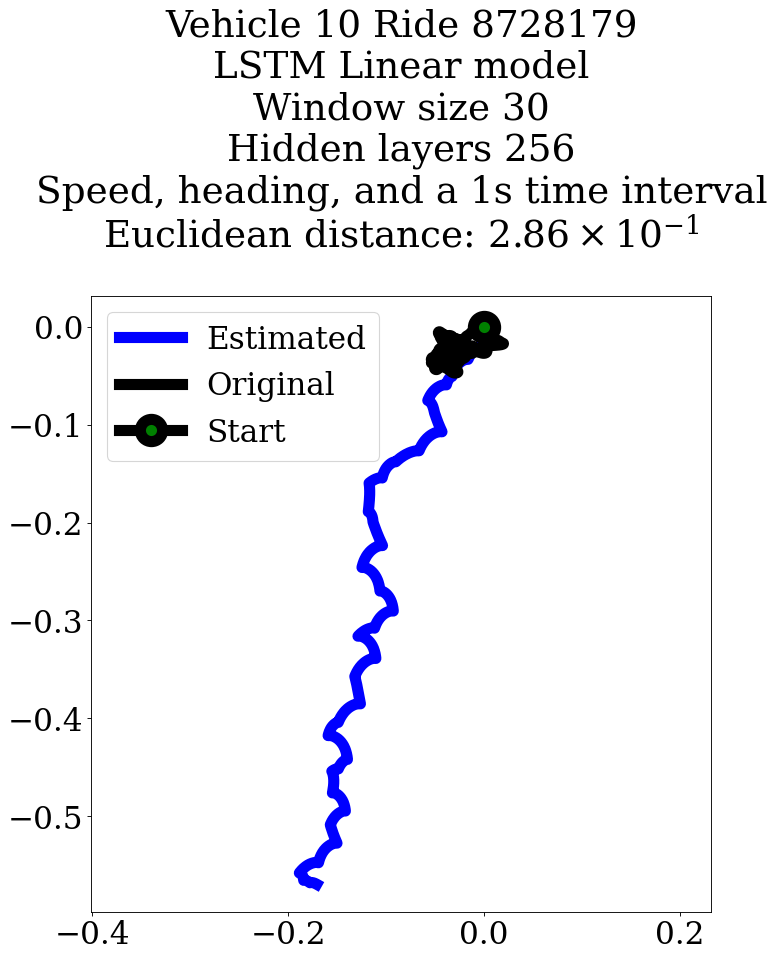 Vehicle 10 Ride 8728179
LSTM Linear model
Window size 30
Hidden layers 256
Speed, heading, and a 1s time interval
Euclidean distance: 2.86 × 10⁻¹
Estimated
Original
Start
0.0
−0.1
−0.2
−0.3
−0.4
−0.5
−0.4 −0.2 0.0 0.2